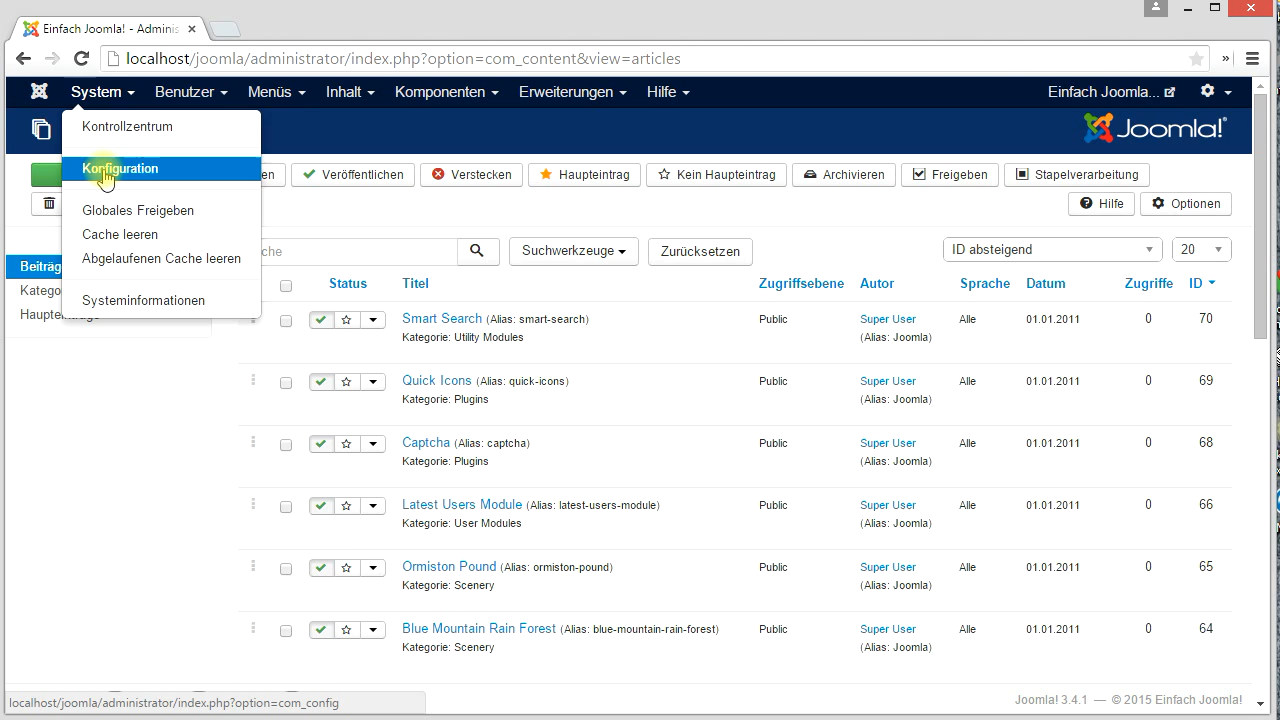 Einfach Joomla! - Adminis
localhost/joomla/administrator/index.php?option=com_content&view=articles
»
System Benutzer Menüs Inhalt Komponenten Erweiterungen Hilfe Einfach Joomla...
Joomla!®
Kontrollzentrum
Konfiguration
Globales Freigeben
Cache leeren
Abgelaufenen Cache leeren
Systeminformationen
Veröffentlichen Verstecken Haupteintrag Kein Haupteintrag Archivieren Freigeben Stapelverarbeitung
Hilfe Optionen
Suchwerkzeuge Zurücksetzen ID absteigend 20
Status Titel Zugriffsebene Autor Sprache Datum Zugriffe ID
Smart Search (Alias: smart-search) Public Super User Alle 01.01.2011 0 70
Kategorie: Utility Modules (Alias: Joomla)
Quick Icons (Alias: quick-icons) Public Super User Alle 01.01.2011 0 69
Kategorie: Plugins (Alias: Joomla)
Captcha (Alias: captcha) Public Super User Alle 01.01.2011 0 68
Kategorie: Plugins (Alias: Joomla)
Latest Users Module (Alias: latest-users-module) Public Super User Alle 01.01.2011 0 66
Kategorie: User Modules (Alias: Joomla)
Ormiston Pound (Alias: ormiston-pound) Public Super User Alle 01.01.2011 0 65
Kategorie: Scenery (Alias: Joomla)
Blue Mountain Rain Forest (Alias: blue-mountain-rain-forest) Public Super User Alle 01.01.2011 0 64
Kategorie: Scenery (Alias: Joomla)
localhost/joomla/administrator/index.php?option=com_config
Joomla! 3.4.1 — © 2015 Einfach Joomla!